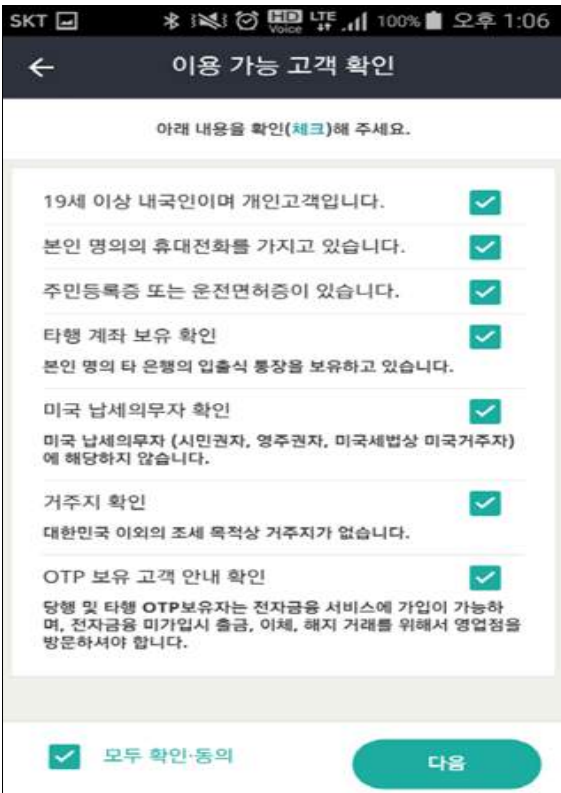 SKT HD Voice LTE 100% 오후 1:06
이용 가능 고객 확인
아래 내용을 확인(체크)해 주세요.
19세 이상 내국인이며 개인고객입니다.
본인 명의의 휴대전화를 가지고 있습니다.
주민등록증 또는 운전면허증이 있습니다.
타행 계좌 보유 확인
본인 명의 타 은행의 입출식 통장을 보유하고 있습니다.
미국 납세의무자 확인
미국 납세의무자 (시민권자, 영주권자, 미국세법상 미국거주자)
에 해당하지 않습니다.
거주지 확인
대한민국 이외의 조세 목적상 거주지가 없습니다.
OTP 보유 고객 안내 확인
당행 및 타행 OTP보유자는 전자금융 서비스에 가입이 가능하
며, 전자금융 미가입시 출금, 이체, 해지 거래를 위해서 영업점을
방문하셔야 합니다.
모두 확인·동의
다음